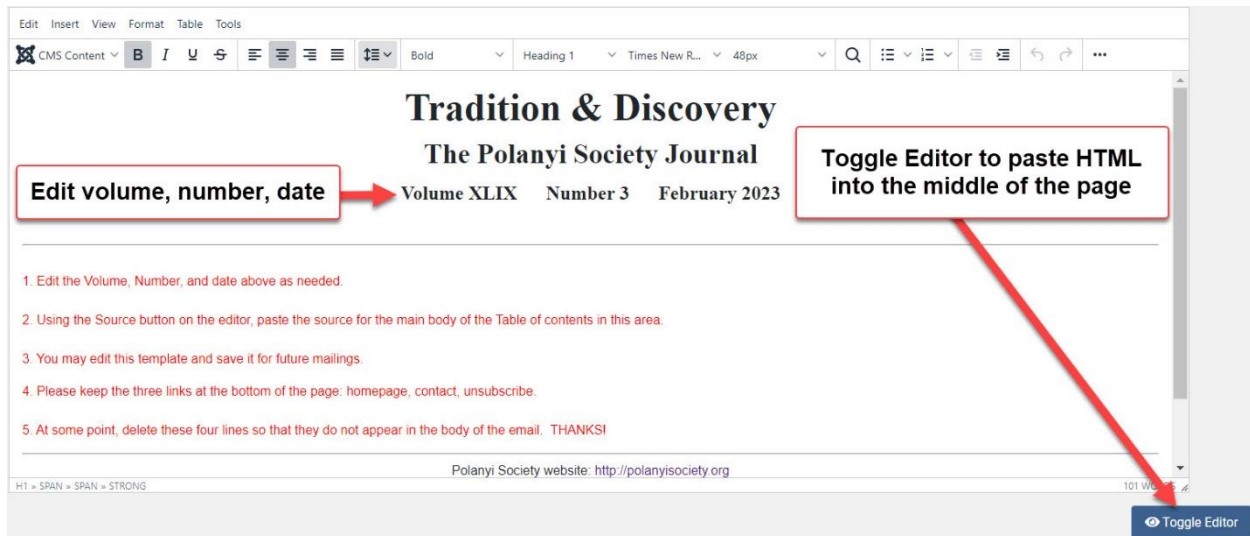 Edit Insert View Format Table Tools
CMS Content B I U S Bold Heading 1 Times New R... 48px ...
Tradition & Discovery
The Polanyi Society Journal
Edit volume, number, date
Volume XLIX Number 3 February 2023
Toggle Editor to paste HTML
into the middle of the page
1. Edit the Volume, Number, and date above as needed.
2. Using the Source button on the editor, paste the source for the main body of the Table of contents in this area.
3. You may edit this template and save it for future mailings.
4. Please keep the three links at the bottom of the page: homepage, contact, unsubscribe.
5. At some point, delete these four lines so that they do not appear in the body of the email. THANKS!
Polanyi Society website: http://polanyisociety.org
H1 » SPAN » SPAN » STRONG
101
Toggle Editor